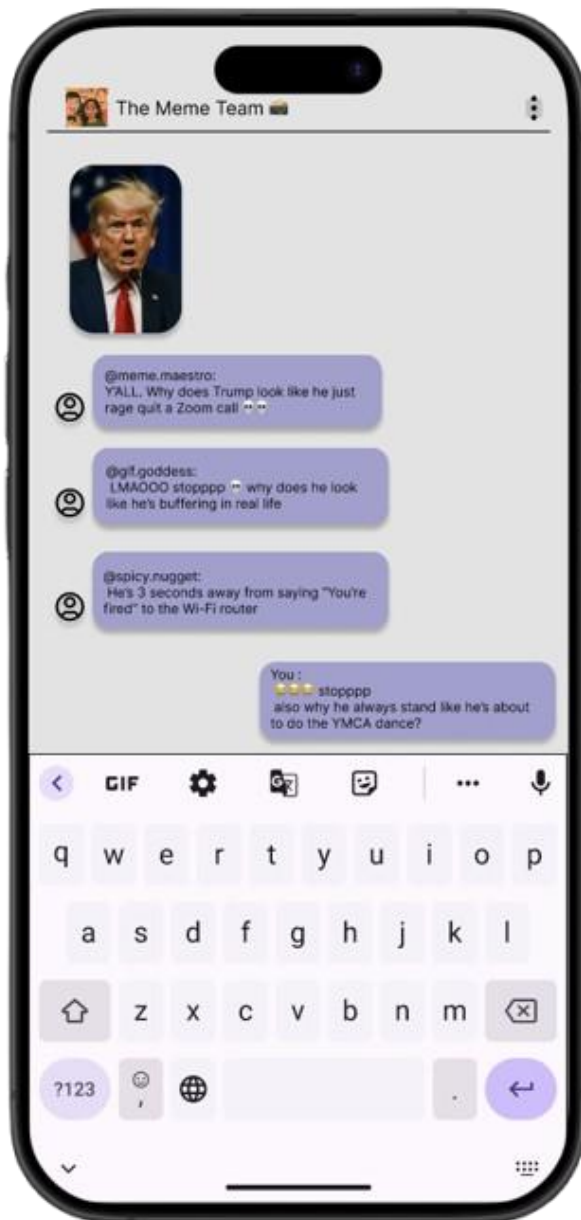 The Meme Team 📸
@meme.maestro:
Y'ALL. Why does Trump look like he just
rage quit a Zoom call 💀💀
@gif.goddess:
LMAOOO stopppp 💀 why does he look
like he's buffering in real life
@spicy.nugget:
He's 3 seconds away from saying "You're
fired" to the Wi-Fi router
You :
😂😂😂 stopppp
also why he always stand like he's about
to do the YMCA dance?
GIF
q w e r t y u i o p
a s d f g h j k l
z x c v b n m
?123 , .